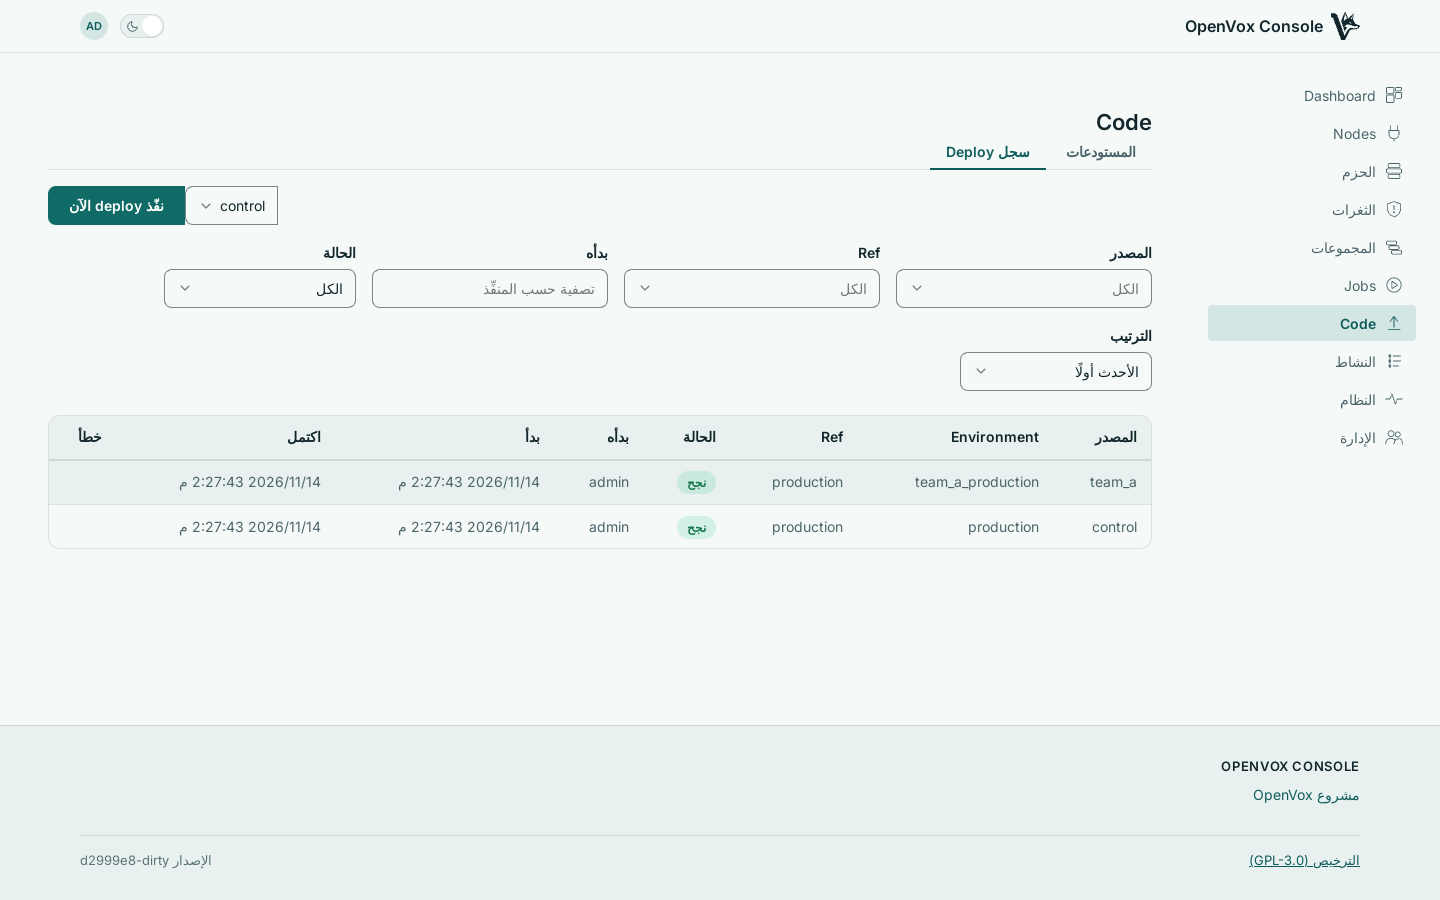 OpenVox Console
AD
Dashboard
Nodes
الحزم
الثغرات
المجموعات
Jobs
Code
النشاط
النظام
الإدارة
Code
المستودعات
سجل Deploy
control
نفّذ deploy الآن
المصدر
Ref
بدأه
الحالة
الكل
الكل
تصفية حسب المنفّذ
الكل
الترتيب
الأحدث أولًا
المصدر Environment Ref الحالة بدأه بدأ اكتمل خطأ
team_a team_a_production production نجح admin 2026/11/14 2:27:43 م 2026/11/14 2:27:43 م
control production production نجح admin 2026/11/14 2:27:43 م 2026/11/14 2:27:43 م
OPENVOX CONSOLE
مشروع OpenVox
الترخيص (GPL-3.0)
الإصدار d2999e8-dirty